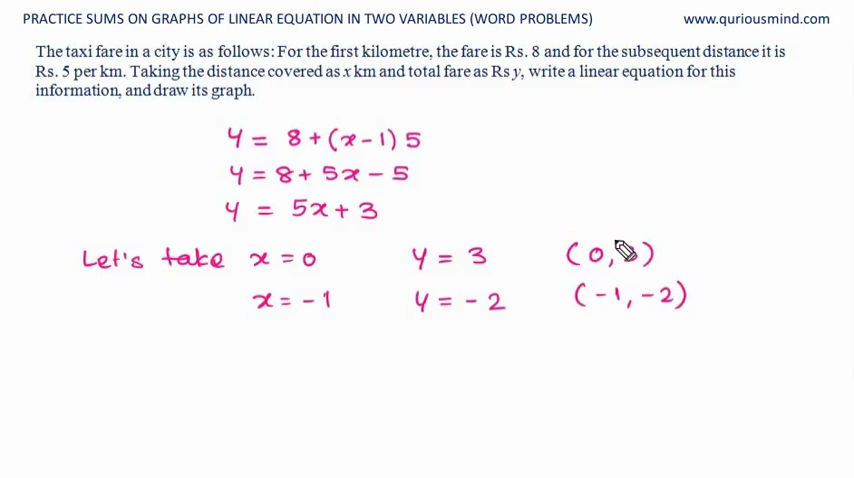 PRACTICE SUMS ON GRAPHS OF LINEAR EQUATION IN TWO VARIABLES (WORD PROBLEMS) www.quriousmind.com
The taxi fare in a city is as follows: For the first kilometre, the fare is Rs. 8 and for the subsequent distance it is
Rs. 5 per km. Taking the distance covered as x km and total fare as Rs y, write a linear equation for this
information, and draw its graph.
y = 8 + (x - 1) 5
y = 8 + 5x - 5
y = 5x + 3
Let's take x = 0 y = 3 (0, )
x = -1 y = -2 (-1, -2)